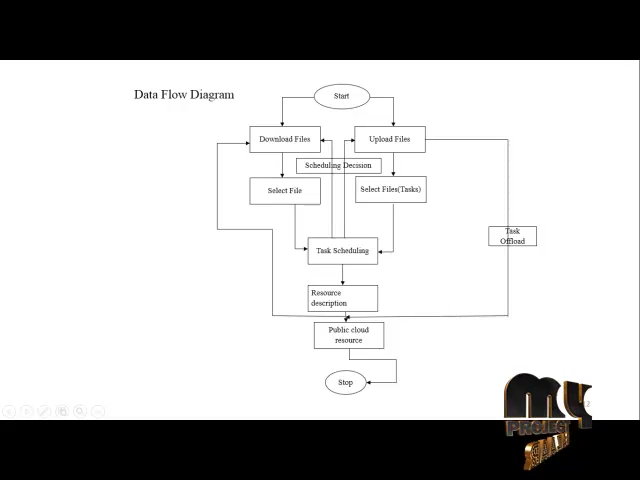 Data Flow Diagram
Start
Download Files
Upload Files
Scheduling Decision
Select File
Select Files(Tasks)
Task
Offload
Task Scheduling
Resource
description
Public cloud
resource
Stop
MY
PROJECT